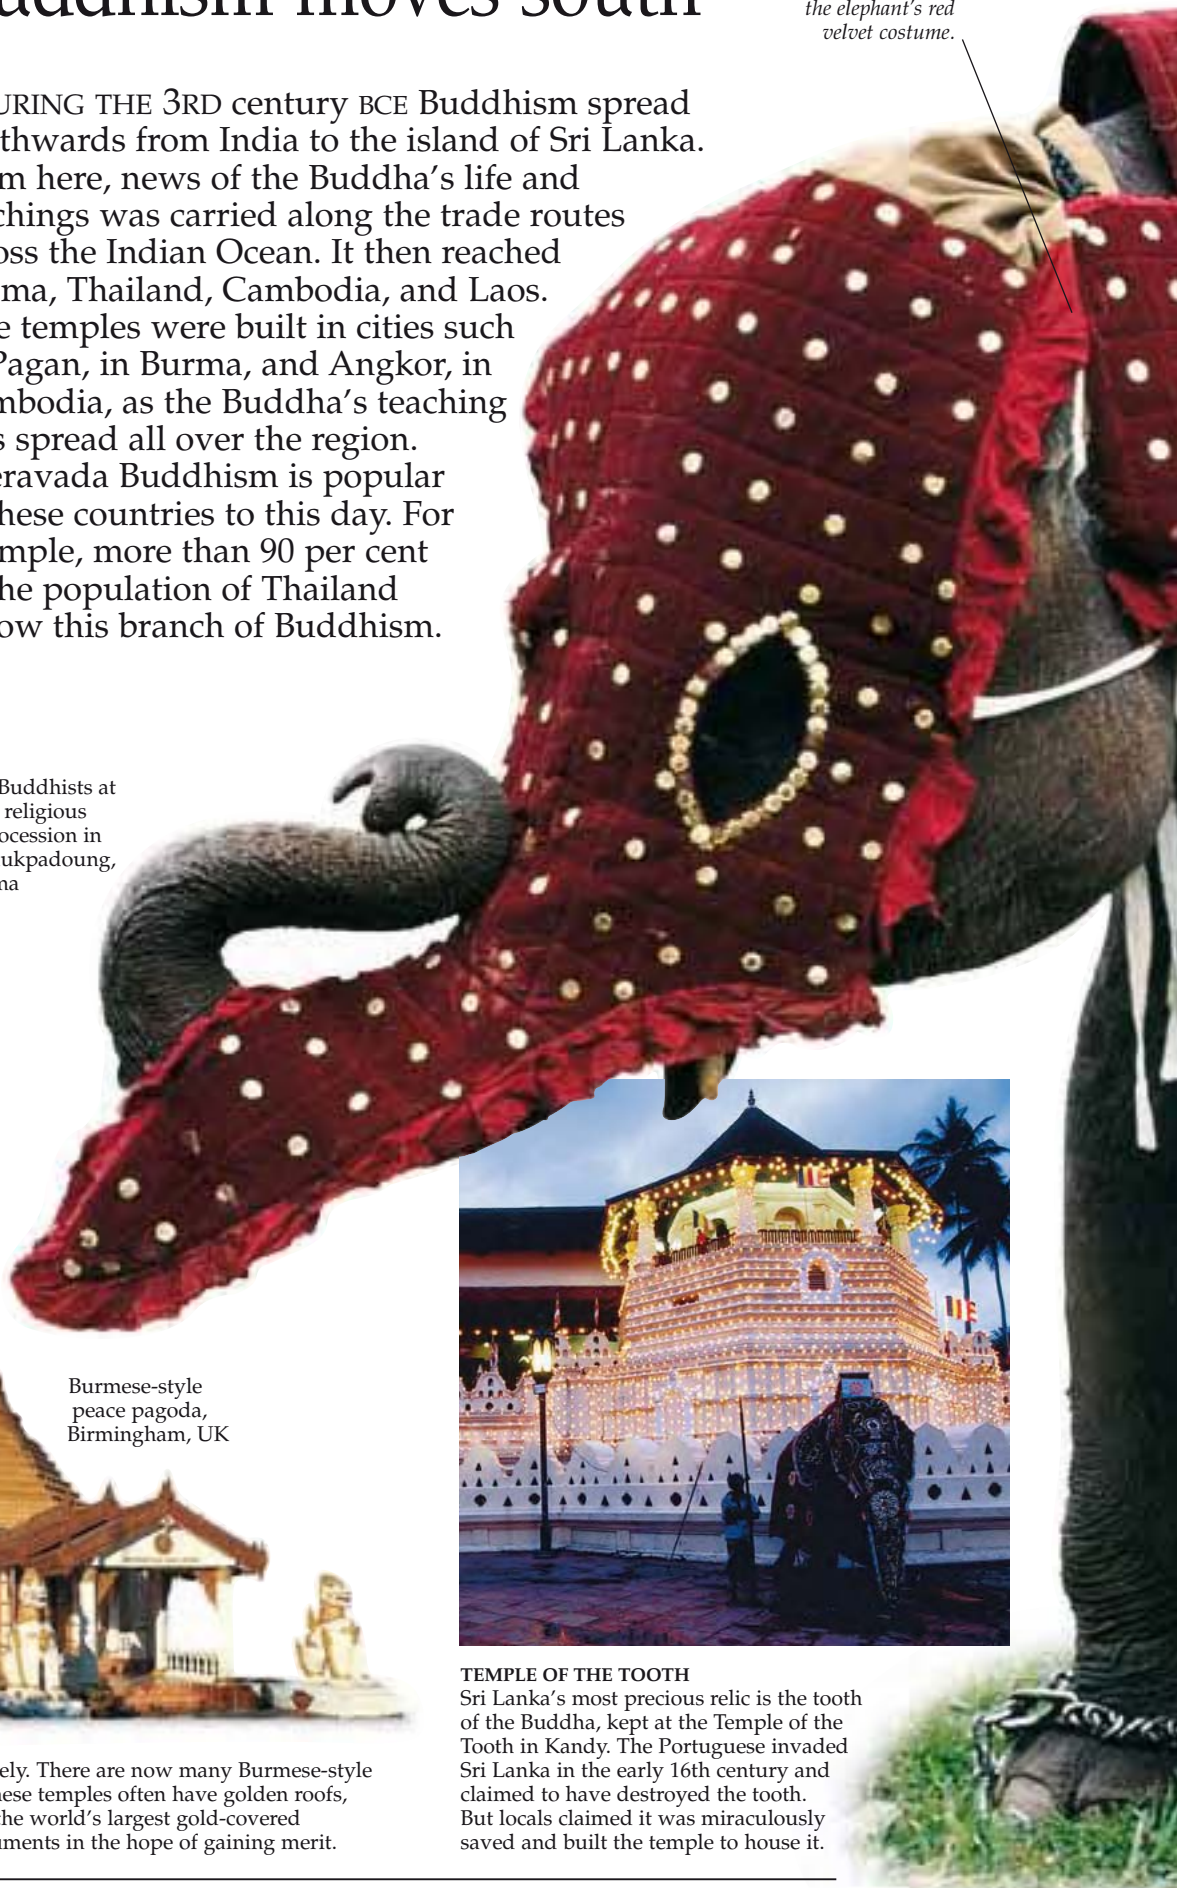 uddhism moves south
the elephant's red
velvet costume.
URING THE 3RD century BCE Buddhism spread
thwards from India to the island of Sri Lanka.
m here, news of the Buddha's life and
chings was carried along the trade routes
oss the Indian Ocean. It then reached
ma, Thailand, Cambodia, and Laos.
e temples were built in cities such
Pagan, in Burma, and Angkor, in
mbodia, as the Buddha's teaching
s spread all over the region.
eravada Buddhism is popular
hese countries to this day. For
mple, more than 90 per cent
he population of Thailand
ow this branch of Buddhism.
Buddhists at
religious
ocession in
ukpadoung,
ma
Burmese-style
peace pagoda,
Birmingham, UK
TEMPLE OF THE TOOTH
Sri Lanka's most precious relic is the tooth
of the Buddha, kept at the Temple of the
Tooth in Kandy. The Portuguese invaded
Sri Lanka in the early 16th century and
claimed to have destroyed the tooth.
But locals claimed it was miraculously
saved and built the temple to house it.
ely. There are now many Burmese-style
ese temples often have golden roofs,
the world's largest gold-covered
ments in the hope of gaining merit.